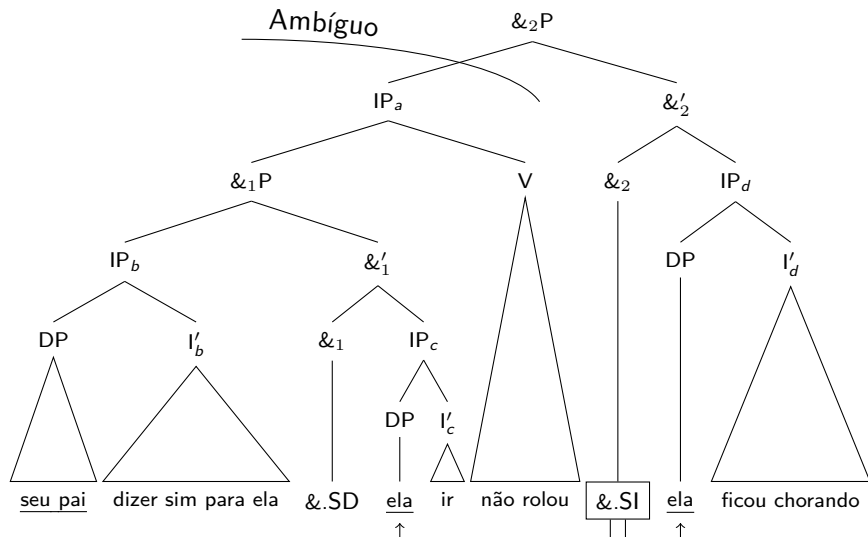 Ambíguo
&₂P
IPₐ &′₂
&₁P V &₂ IP_d
IP_b &′₁ DP I′_d
DP I′_b &₁ IP_c
DP I′_c
seu pai dizer sim para ela &.SD ela ir não rolou &.SI ela ficou chorando
↑ ↑